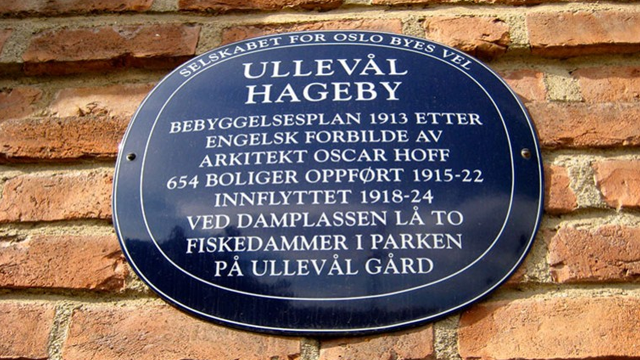 SELSKABET FOR OSLO BYES VEL
ULLEVÅL
HAGEBY
BEBYGGELSESPLAN 1913 ETTER
ENGELSK FORBILDE AV
ARKITEKT OSCAR HOFF
654 BOLIGER OPPFØRT 1915-22
INNFLYTTET 1918-24
VED DAMPLASSEN LÅ TO
FISKEDAMMER I PARKEN
PÅ ULLEVÅL GÅRD